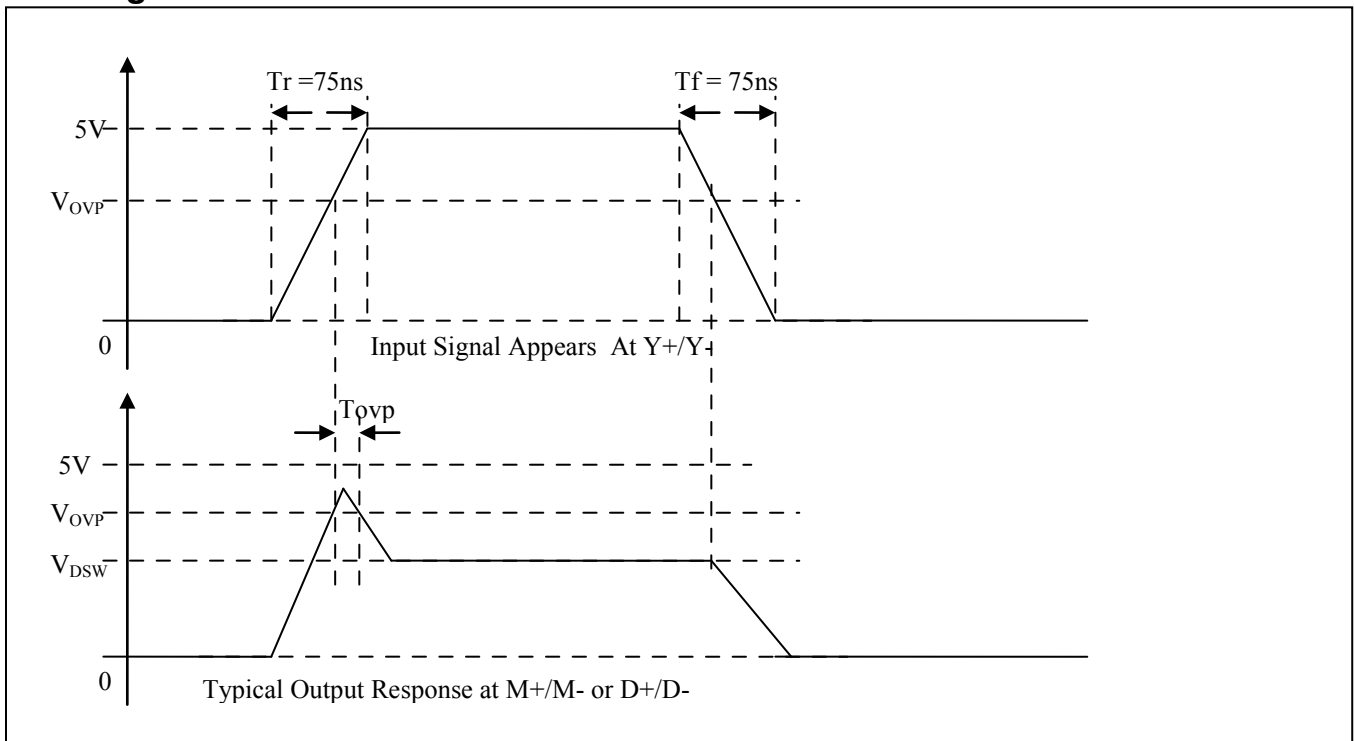 Tr =75ns
Tf = 75ns
5V
VOVP
0
Input Signal Appears At Y+/Y-
Tovp
5V
VOVP
VDSW
0
Typical Output Response at M+/M- or D+/D-